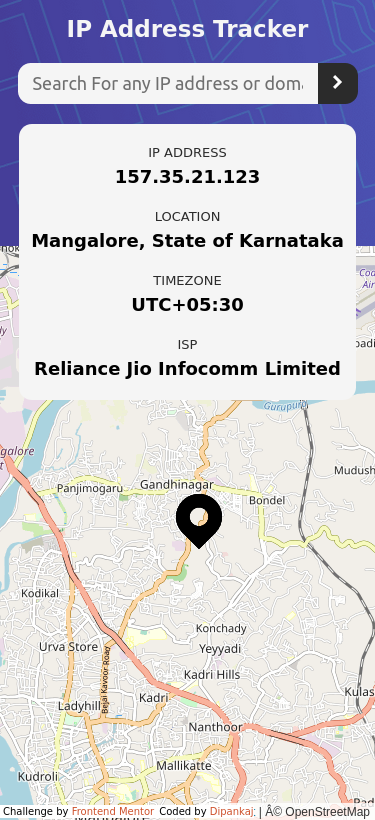 IP Address Tracker
Search For any IP address or doma
IP ADDRESS
157.35.21.123
LOCATION
Mangalore, State of Karnataka
TIMEZONE
UTC+05:30
ISP
Reliance Jio Infocomm Limited
Gurupur
Mudush
Gandhinagar
Panjimogaru
Bondel
Kodikal
Konchady
Urva Store
Yeyyadi
Kadri Hills
Bejai Kavoor Road
Kadri
Kulas
Ladyhill
Nanthoor
Mallikatte
Kudroli
Challenge by Frontend Mentor Coded by Dipankaj | Â© OpenStreetMap